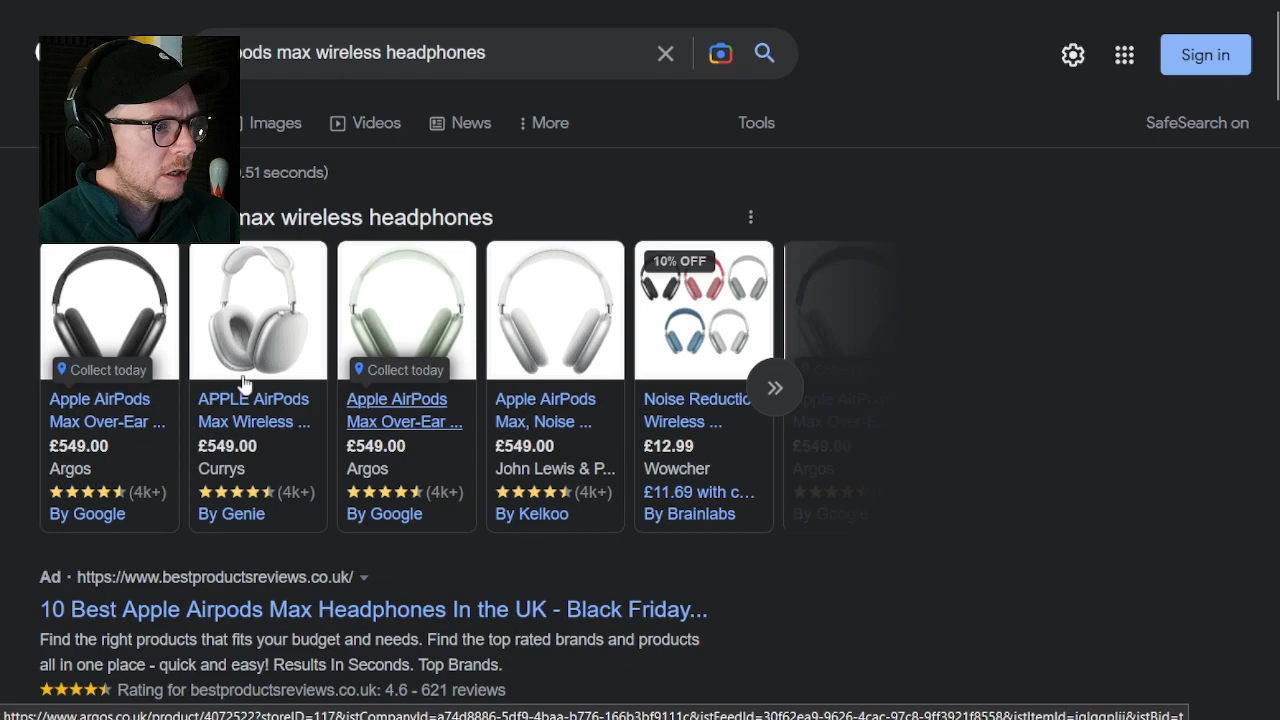 pods max wireless headphones
Sign in
Images
Videos
News
More
Tools
SafeSearch on
.51 seconds)
max wireless headphones
10% OFF
Collect today
Collect today
Apple AirPods
Max Over-Ear ...
£549.00
Argos
(4k+)
By Google
APPLE AirPods
Max Wireless ...
£549.00
Currys
(4k+)
By Genie
Apple AirPods
Max Over-Ear ...
£549.00
Argos
(4k+)
By Google
Apple AirPods
Max, Noise ...
£549.00
John Lewis & P...
(4k+)
By Kelkoo
Noise Reductio
Wireless ...
£12.99
Wowcher
£11.69 with c...
By Brainlabs
£549.00
Argos
By Google
Ad · https://www.bestproductsreviews.co.uk/
10 Best Apple Airpods Max Headphones In the UK - Black Friday...
Find the right products that fits your budget and needs. Find the top rated brands and products
all in one place - quick and easy! Results In Seconds. Top Brands.
Rating for bestproductsreviews.co.uk: 4.6 - 621 reviews